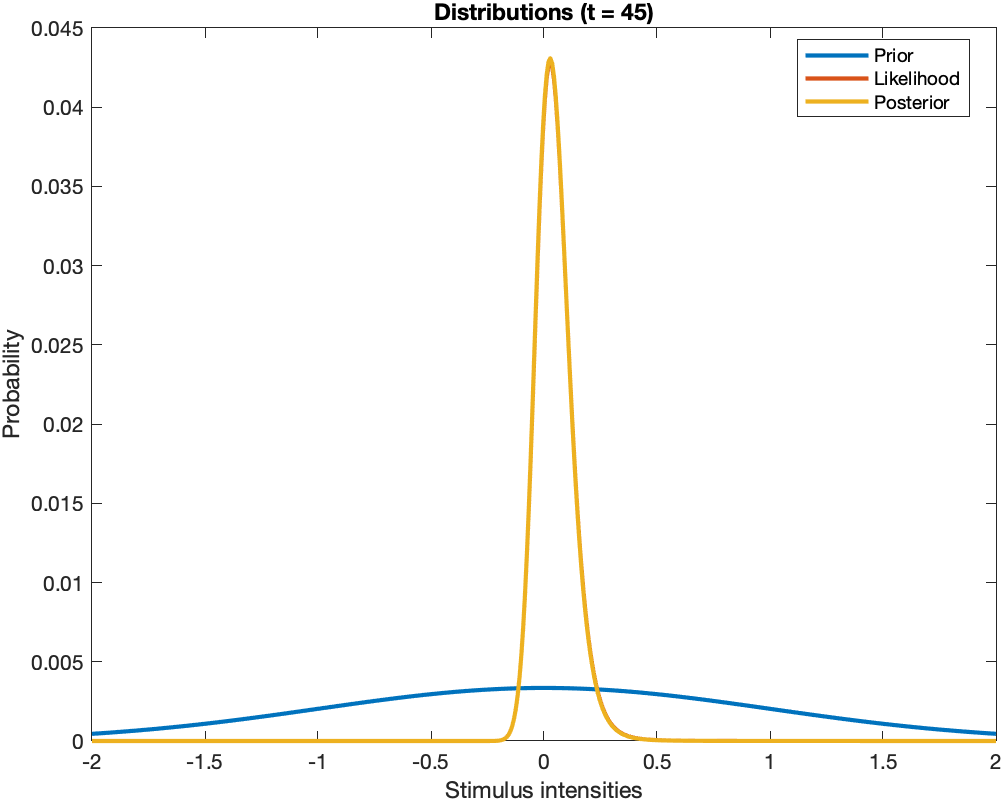 Distributions (t = 45)
0.045
0.04
0.035
0.03
0.025
0.02
0.015
0.01
0.005
0
Probability
Prior
Likelihood
Posterior
-2 -1.5 -1 -0.5 0 0.5 1 1.5 2
Stimulus intensities